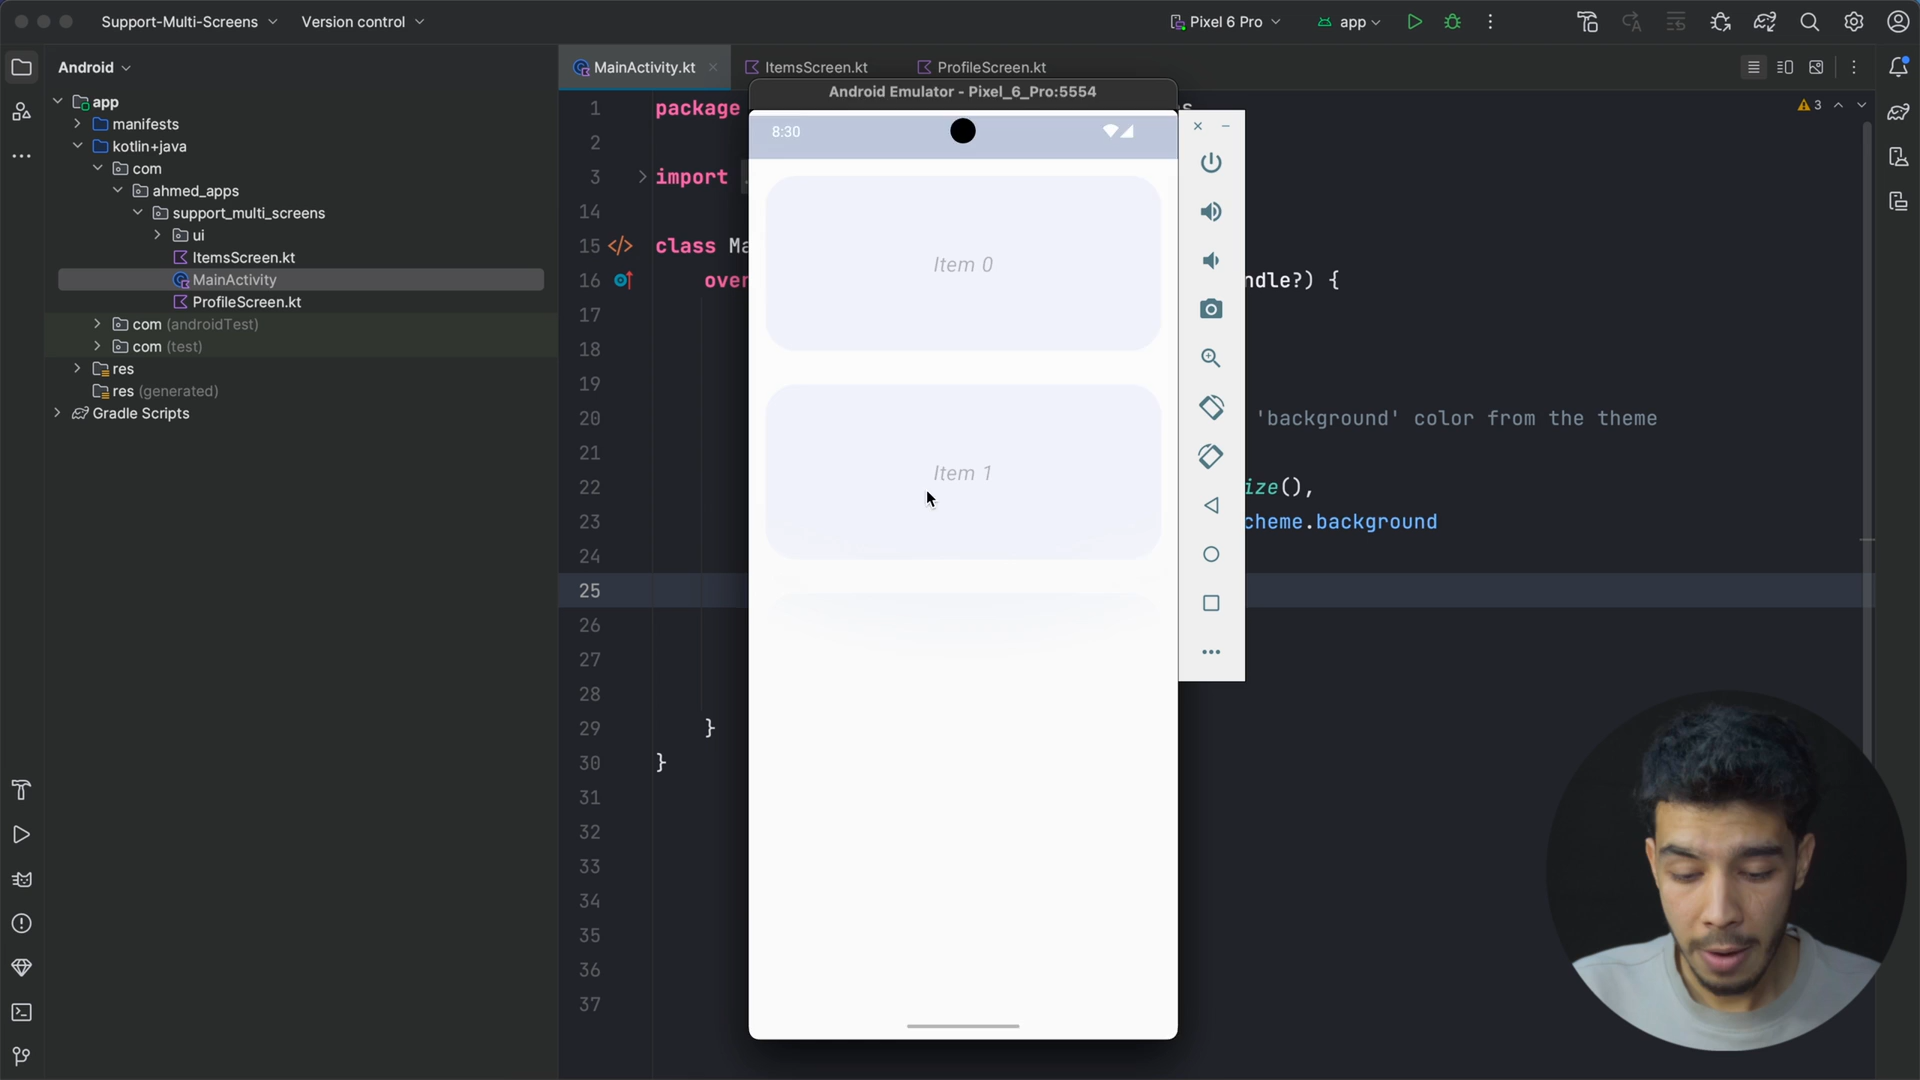 Support-Multi-Screens
Version control
Pixel 6 Pro
app
Android
app
manifests
kotlin+java
com
ahmed_apps
support_multi_screens
ui
ItemsScreen.kt
MainActivity
ProfileScreen.kt
com (androidTest)
com (test)
res
res (generated)
Gradle Scripts
MainActivity.kt
ItemsScreen.kt
ProfileScreen.kt
3
1 package
2
3 import
14
15 class Ma
16 over
ndle?) {
17
18
19
20
'background' color from the theme
21
22
ize(),
23
cheme.background
24
25
26
27
28
29 }
30 }
31
32
33
34
35
36
37
Android Emulator - Pixel_6_Pro:5554
8:30
Item 0
Item 1